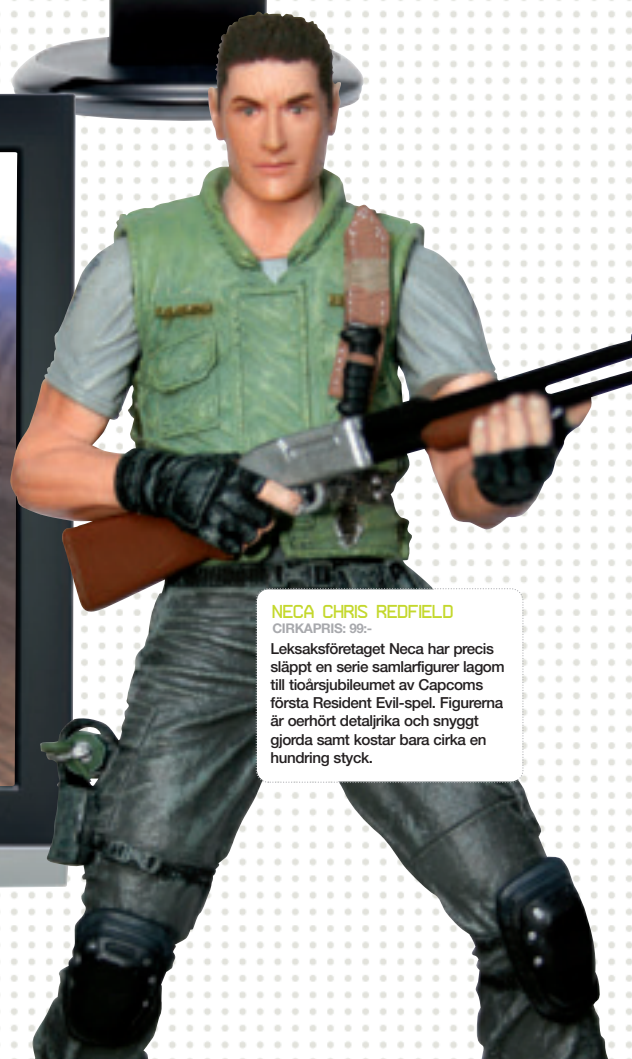 NECA CHRIS REDFIELD
CIRKAPRIS: 99:-
Leksaksföretaget Neca har precis
släppt en serie samlarfigurer lagom
till tioårsjubileumet av Capcoms
första Resident Evil-spel. Figurerna
är oerhört detaljrika och snyggt
gjorda samt kostar bara cirka en
hundring styck.